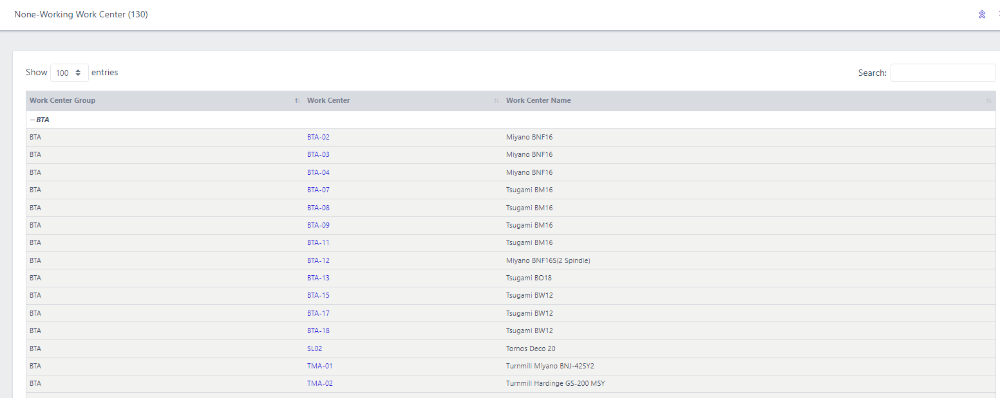 None-Working Work Center (130)
Show 100 entries Search:
Work Center Group Work Center Work Center Name
BTA
BTA BTA-02 Miyano BNF16
BTA BTA-03 Miyano BNF16
BTA BTA-04 Miyano BNF16
BTA BTA-07 Tsugami BM16
BTA BTA-08 Tsugami BM16
BTA BTA-09 Tsugami BM16
BTA BTA-11 Tsugami BM16
BTA BTA-12 Miyano BNF16S(2 Spindle)
BTA BTA-13 Tsugami BO18
BTA BTA-15 Tsugami BW12
BTA BTA-17 Tsugami BW12
BTA BTA-18 Tsugami BW12
BTA SL02 Tornos Deco 20
BTA TMA-01 Turnmill Miyano BNJ-42SY2
BTA TMA-02 Turnmill Hardinge GS-200 MSY